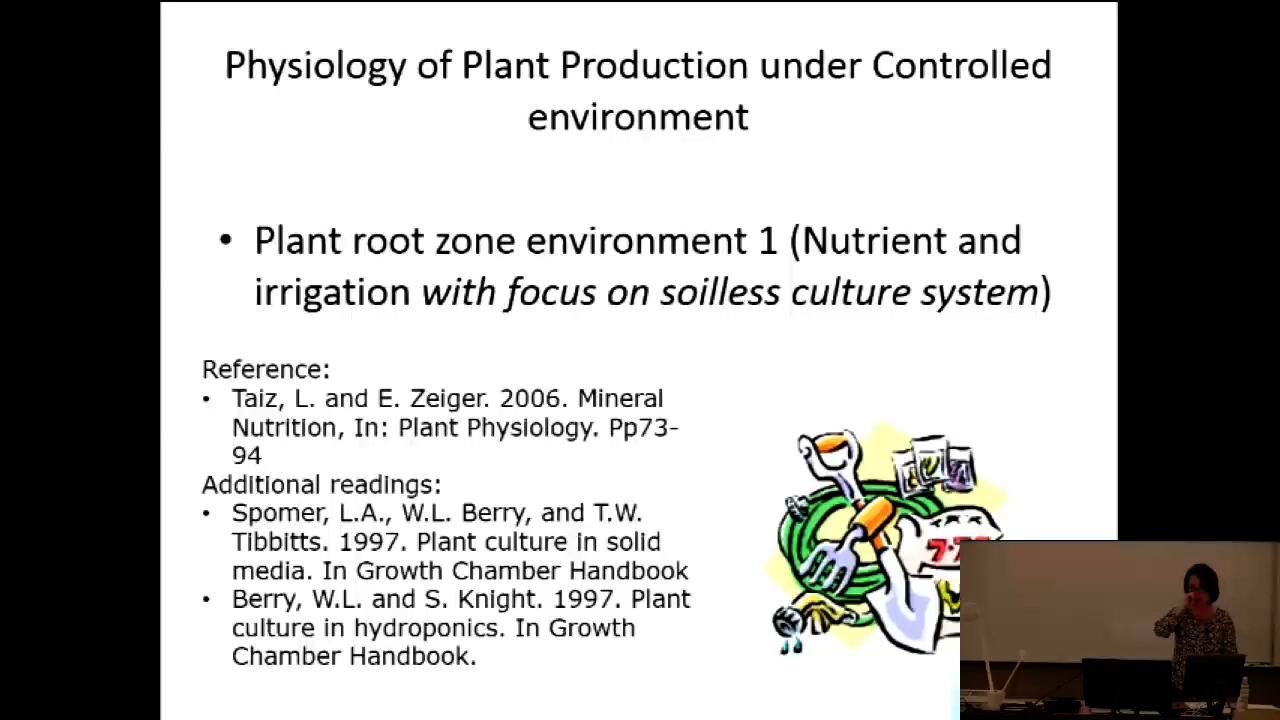 Physiology of Plant Production under Controlled
environment
• Plant root zone environment 1 (Nutrient and
irrigation with focus on soilless culture system)
Reference:
• Taiz, L. and E. Zeiger. 2006. Mineral
Nutrition, In: Plant Physiology. Pp73-
94
Additional readings:
• Spomer, L.A., W.L. Berry, and T.W.
Tibbitts. 1997. Plant culture in solid
media. In Growth Chamber Handbook
• Berry, W.L. and S. Knight. 1997. Plant
culture in hydroponics. In Growth
Chamber Handbook.